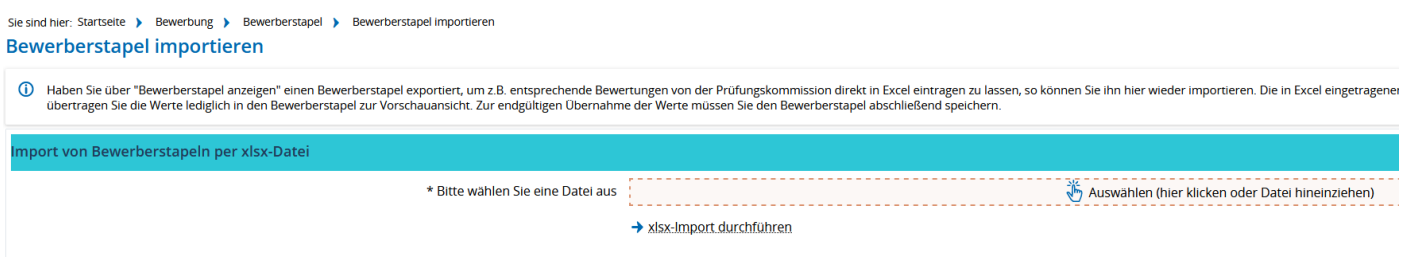 Sie sind hier: Startseite Bewerbung Bewerberstapel Bewerberstapel importieren
Bewerberstapel importieren
Haben Sie über "Bewerberstapel anzeigen" einen Bewerberstapel exportiert, um z.B. entsprechende Bewertungen von der Prüfungskommission direkt in Excel eintragen zu lassen, so können Sie ihn hier wieder importieren. Die in Excel eingetragenen
übertragen Sie die Werte lediglich in den Bewerberstapel zur Vorschauansicht. Zur endgültigen Übernahme der Werte müssen Sie den Bewerberstapel abschließend speichern.
Import von Bewerberstapeln per xlsx-Datei
* Bitte wählen Sie eine Datei aus Auswählen (hier klicken oder Datei hineinziehen)
xlsx-Import durchführen